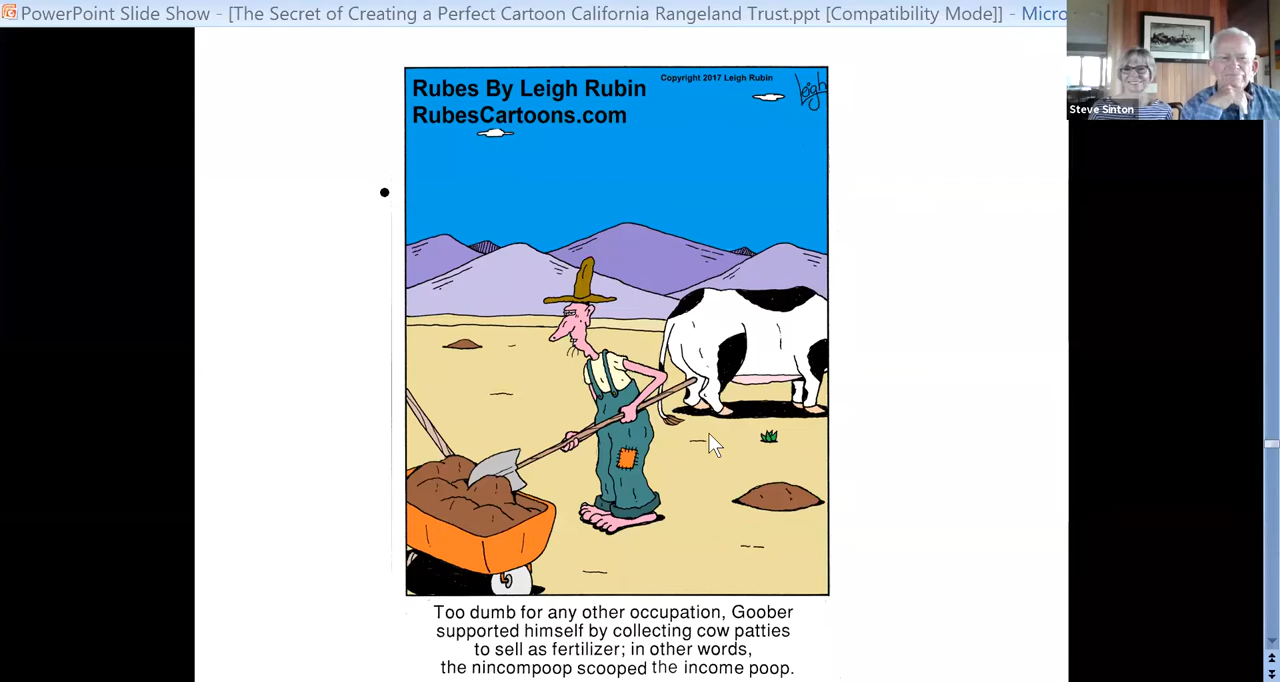 PowerPoint Slide Show - [The Secret of Creating a Perfect Cartoon California Rangeland Trust.ppt [Compatibility Mode]] - Micro
Steve Sinton
Rubes By Leigh Rubin
Copyright 2017 Leigh Rubin
Leigh
RubesCartoons.com
Too dumb for any other occupation, Goober
supported himself by collecting cow patties
to sell as fertilizer; in other words,
the nincompoop scooped the income poop.